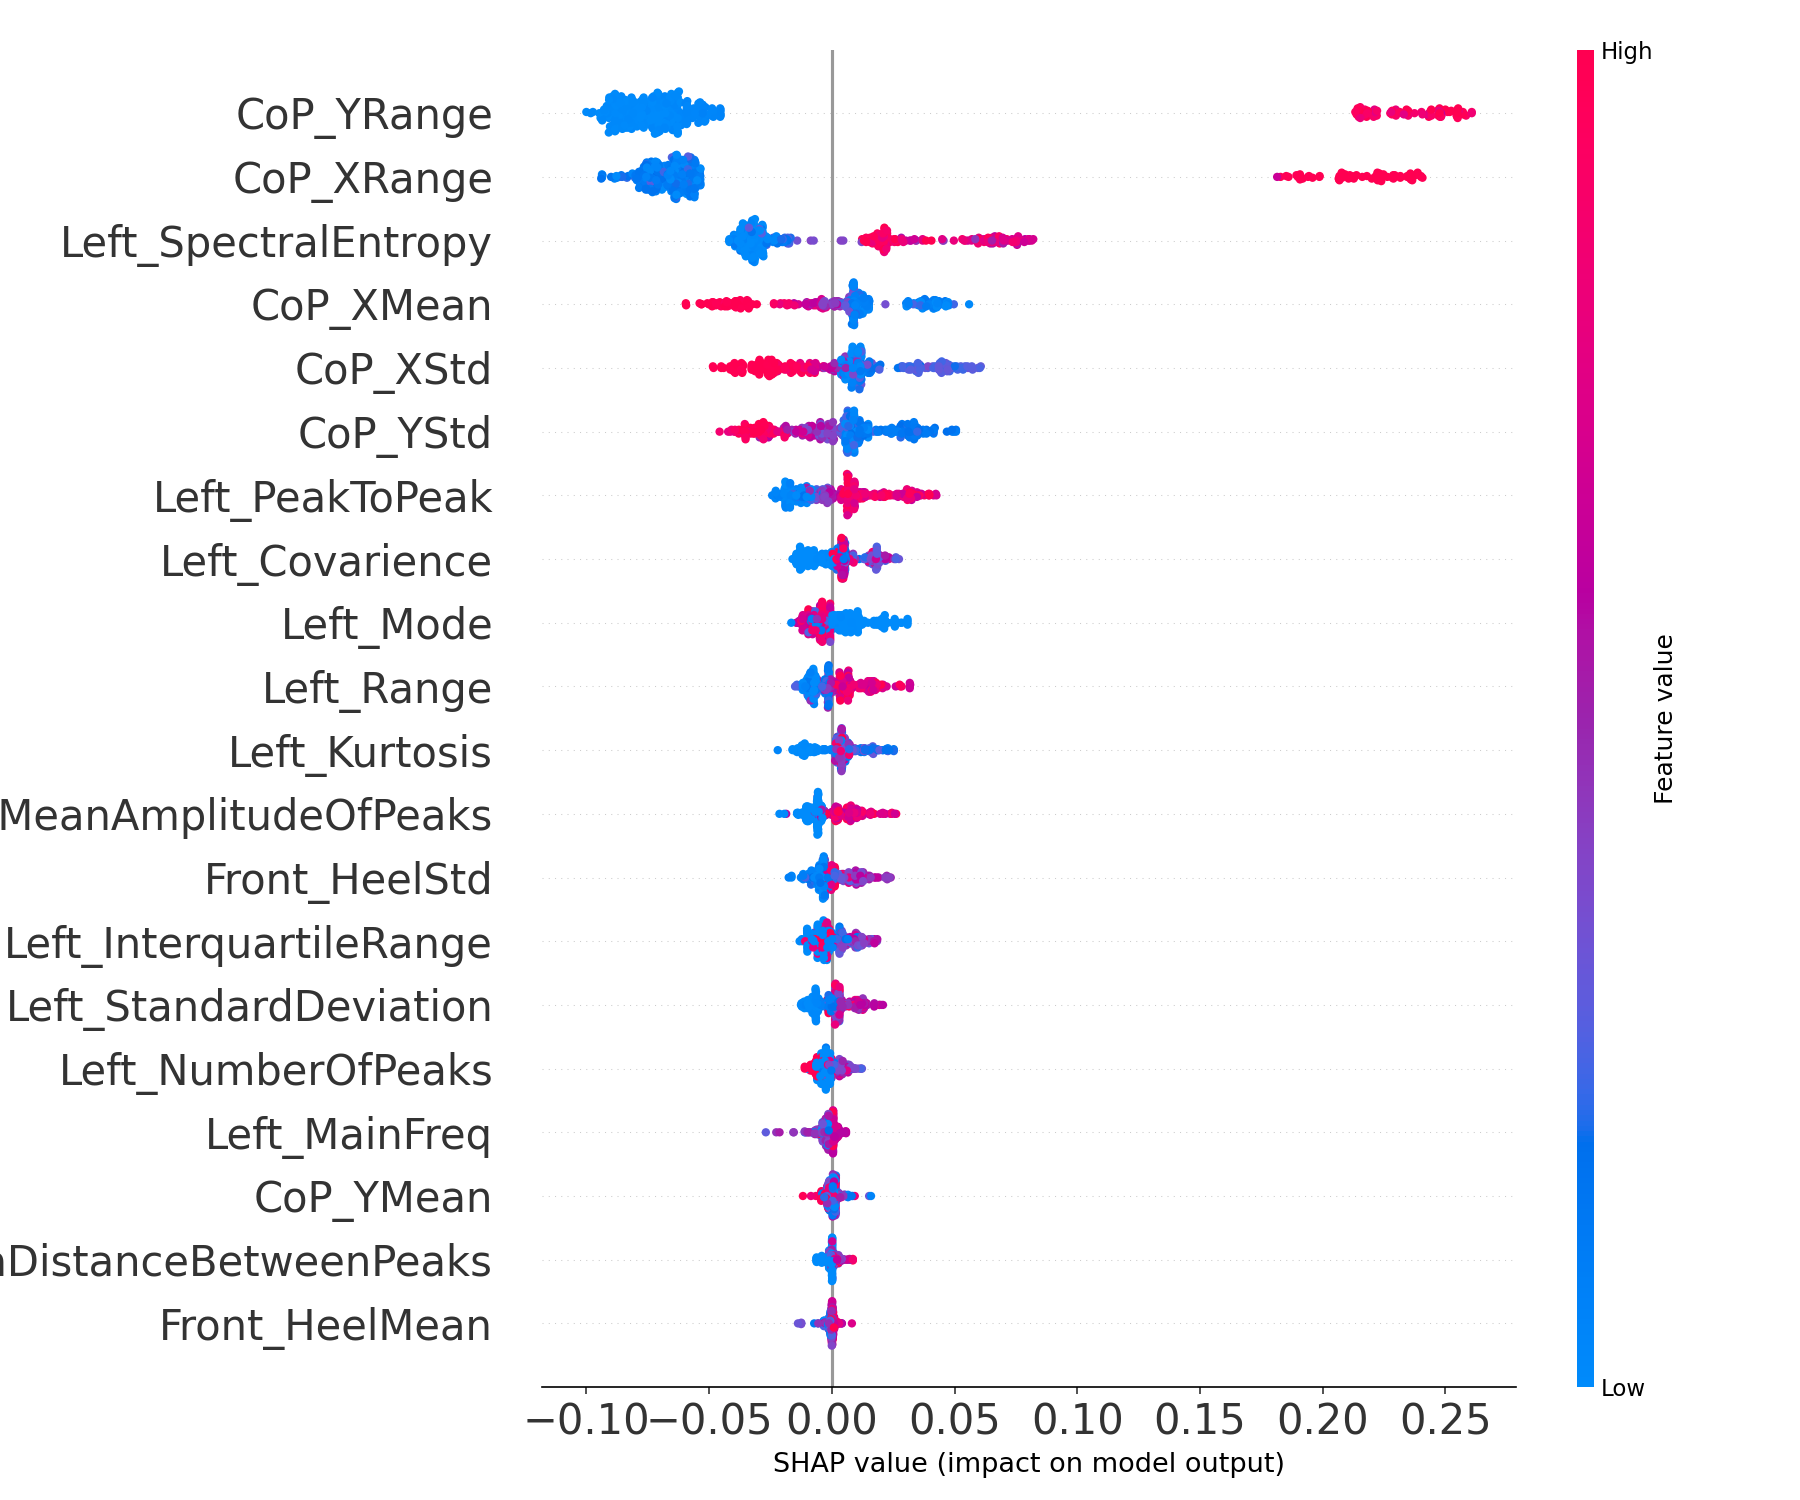 High
CoP_YRange
CoP_XRange
Left_SpectralEntropy
CoP_XMean
CoP_XStd
CoP_YStd
Left_PeakToPeak
Left_Covarience
Left_Mode
Left_Range
Feature value
Left_Kurtosis
MeanAmplitudeOfPeaks
Front_HeelStd
Left_InterquartileRange
Left_StandardDeviation
Left_NumberOfPeaks
Left_MainFreq
CoP_YMean
DistanceBetweenPeaks
Front_HeelMean
Low
−0.10 −0.05 0.00 0.05 0.10 0.15 0.20 0.25
SHAP value (impact on model output)